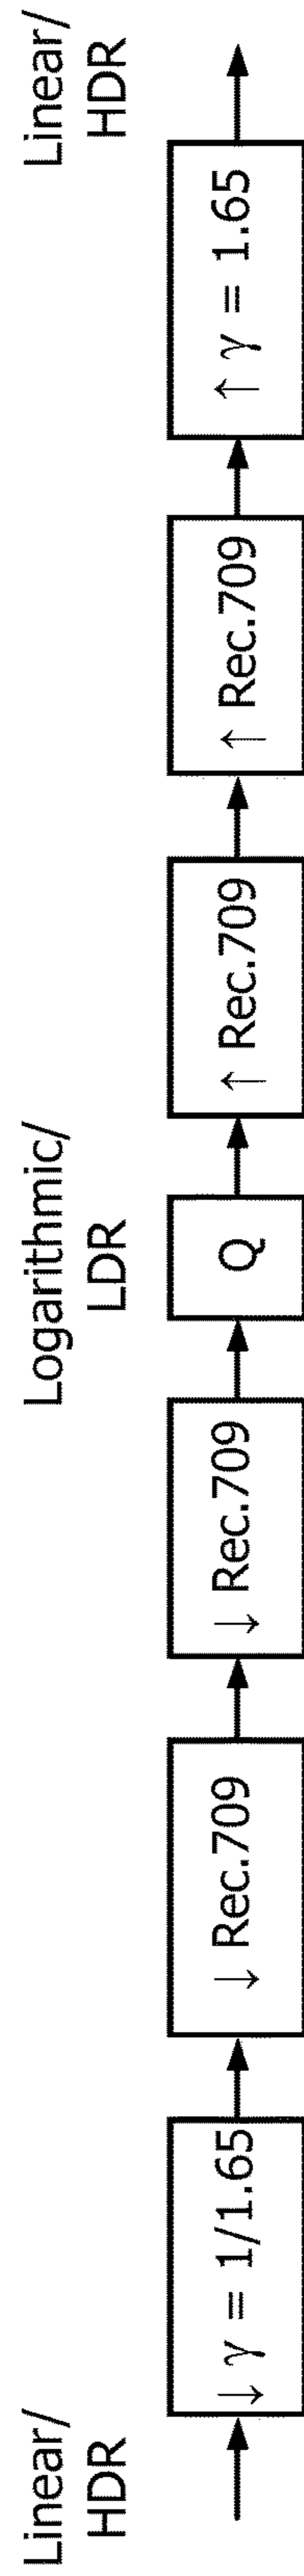 Linear/
HDR
Logarithmic/
LDR
Linear/
HDR
↓ γ = 1/1.65
↓ Rec.709
↓ Rec.709
Q
↑ Rec.709
↑ Rec.709
↑ γ = 1.65